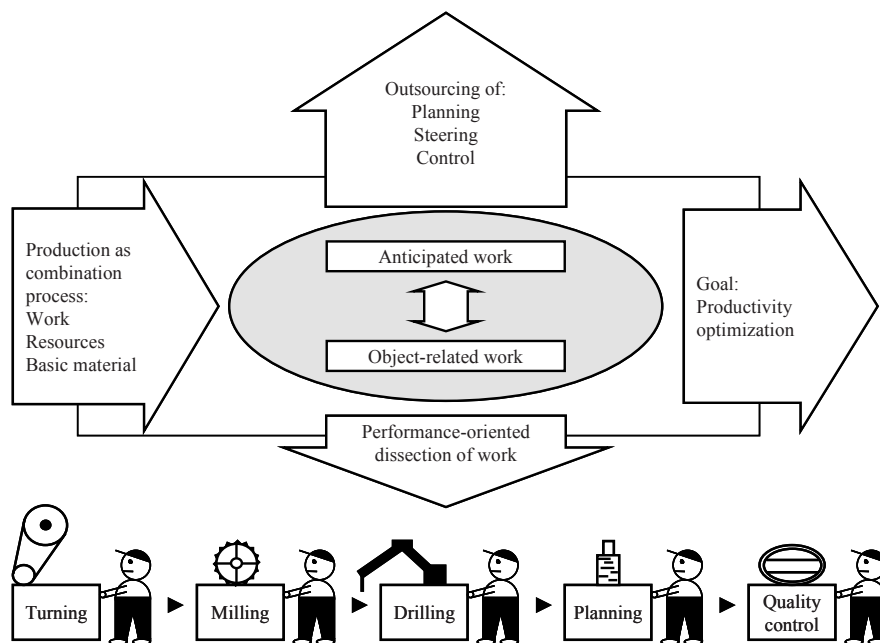 Outsourcing of:
Planning
Steering
Control
Production as
combination
process:
Work
Resources
Basic material
Anticipated work
Object-related work
Goal:
Productivity
optimization
Performance-oriented
dissection of work
Turning
Milling
Drilling
Planning
Quality
control